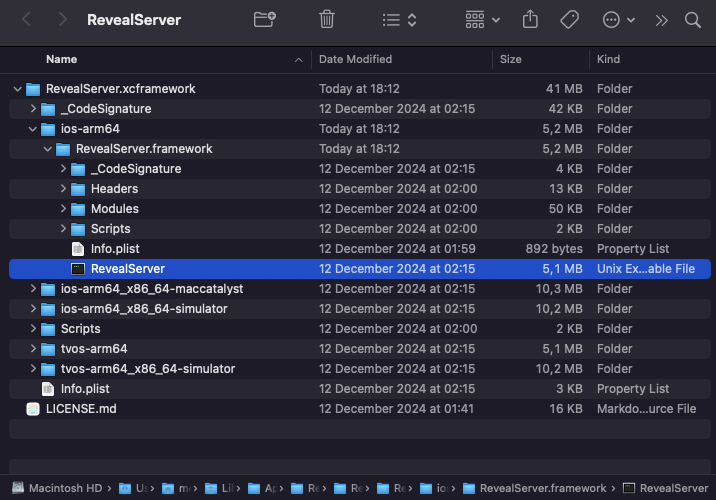 RevealServer
Name Date Modified Size Kind
RevealServer.xcframework Today at 18:12 41 MB Folder
_CodeSignature 12 December 2024 at 02:15 42 KB Folder
ios-arm64 Today at 18:12 5,2 MB Folder
RevealServer.framework Today at 18:12 5,2 MB Folder
_CodeSignature 12 December 2024 at 02:15 4 KB Folder
Headers 12 December 2024 at 02:00 13 KB Folder
Modules 12 December 2024 at 02:00 50 KB Folder
Scripts 12 December 2024 at 02:00 2 KB Folder
Info.plist 12 December 2024 at 01:59 892 bytes Property List
RevealServer 12 December 2024 at 02:15 5,1 MB Unix Ex...able File
ios-arm64_x86_64-maccatalyst 12 December 2024 at 02:15 10,3 MB Folder
ios-arm64_x86_64-simulator 12 December 2024 at 02:15 10,2 MB Folder
Scripts 12 December 2024 at 02:00 2 KB Folder
tvos-arm64 12 December 2024 at 02:15 5,1 MB Folder
tvos-arm64_x86_64-simulator 12 December 2024 at 02:15 10,2 MB Folder
Info.plist 12 December 2024 at 02:15 3 KB Property List
LICENSE.md 12 December 2024 at 01:41 16 KB Markdo...urce File
Macintosh HD › Us › me › Lil › Ap › Re › Re › Re › ios › RevealServer.framework › RevealServer